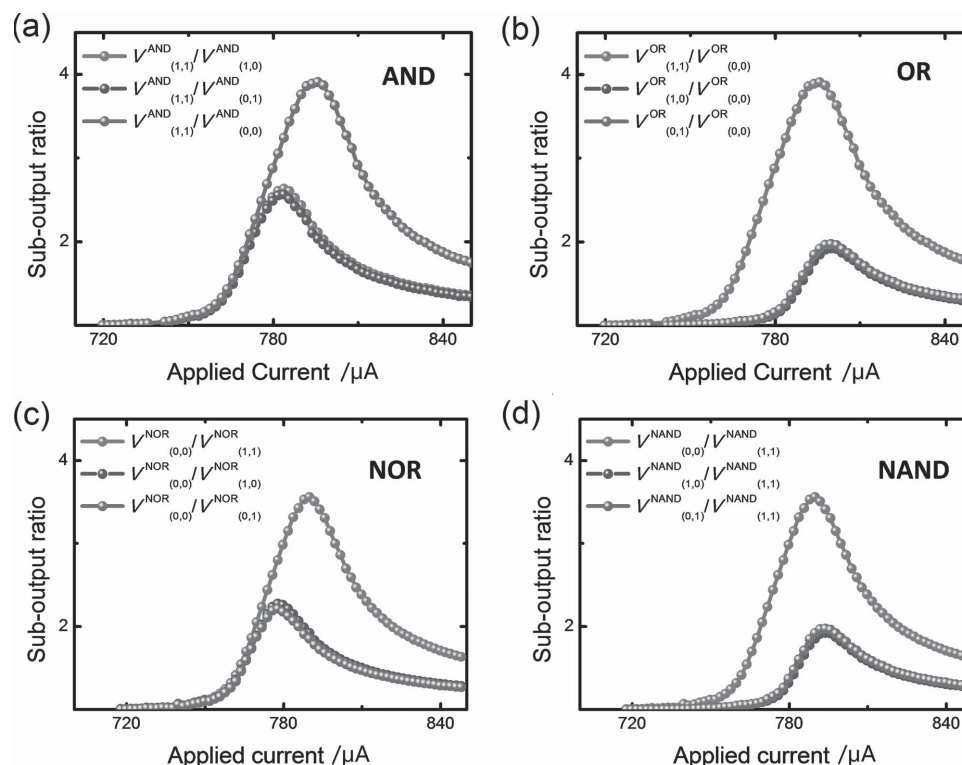 (a)
V^AND_(1,1)/V^AND_(1,0)
V^AND_(1,1)/V^AND_(0,1)
V^AND_(1,1)/V^AND_(0,0)
AND
Sub-output ratio
4
2
720 780 840
Applied Current /µA
(b)
V^OR_(1,1)/V^OR_(0,0)
V^OR_(1,0)/V^OR_(0,0)
V^OR_(0,1)/V^OR_(0,0)
OR
Sub-output ratio
4
2
720 780 840
Applied Current /µA
(c)
V^NOR_(0,0)/V^NOR_(1,1)
V^NOR_(0,0)/V^NOR_(1,0)
V^NOR_(0,0)/V^NOR_(0,1)
NOR
Sub-output ratio
4
2
720 780 840
Applied current /µA
(d)
V^NAND_(0,0)/V^NAND_(1,1)
V^NAND_(1,0)/V^NAND_(1,1)
V^NAND_(0,1)/V^NAND_(1,1)
NAND
Sub-output ratio
4
2
720 780 840
Applied current /µA